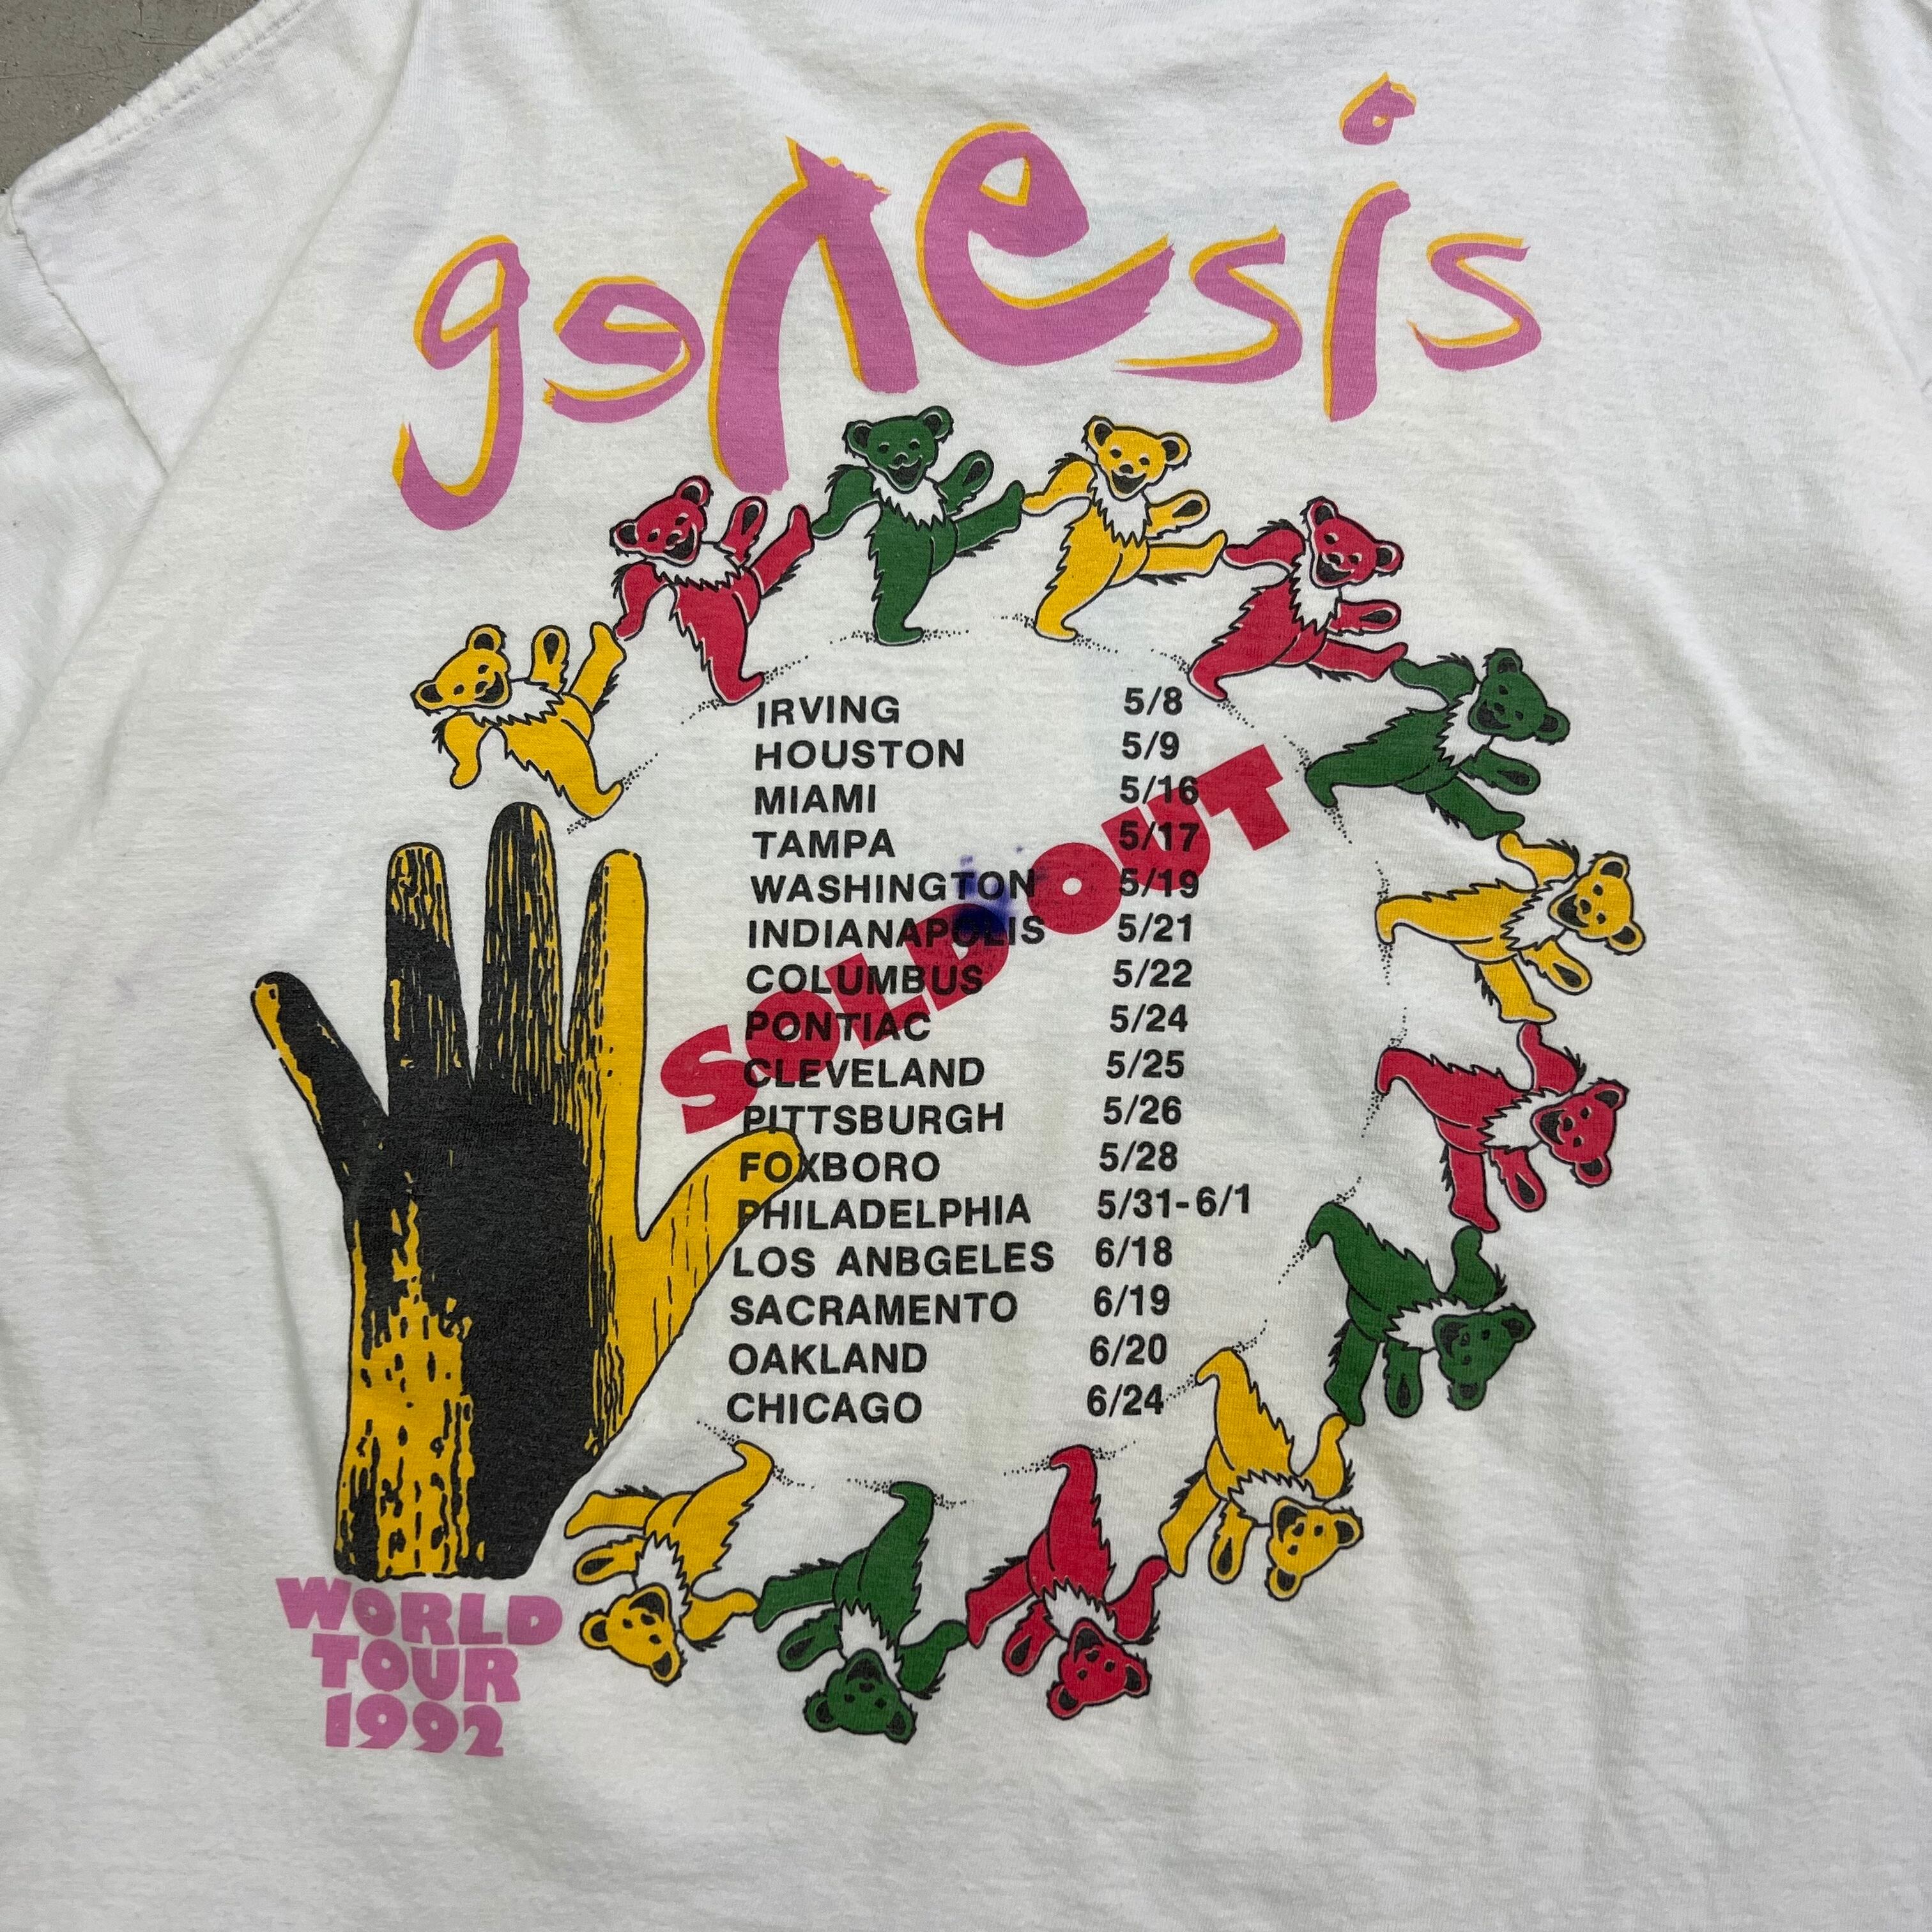 genesis
IRVING 5/8
HOUSTON 5/9
MIAMI 5/16
TAMPA 5/17
WASHINGTON 5/19
INDIANAPOLIS 5/21
COLUMBUS 5/22
PONTIAC 5/24
CLEVELAND 5/25
PITTSBURGH 5/26
FOXBORO 5/28
PHILADELPHIA 5/31-6/1
LOS ANBGELES 6/18
SACRAMENTO 6/19
OAKLAND 6/20
CHICAGO 6/24
SOLD OUT
WORLD
TOUR
1992